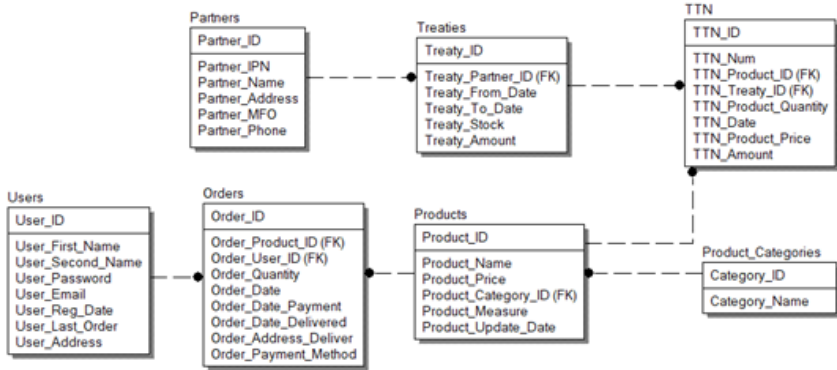 Partners
Partner_ID
Partner_IPN
Partner_Name
Partner_Address
Partner_MFO
Partner_Phone
Treaties
Treaty_ID
Treaty_Partner_ID (FK)
Treaty_From_Date
Treaty_To_Date
Treaty_Stock
Treaty_Amount
TTN
TTN_ID
TTN_Num
TTN_Product_ID (FK)
TTN_Treaty_ID (FK)
TTN_Product_Quantity
TTN_Date
TTN_Product_Price
TTN_Amount
Users
User_ID
User_First_Name
User_Second_Name
User_Password
User_Email
User_Reg_Date
User_Last_Order
User_Address
Orders
Order_ID
Order_Product_ID (FK)
Order_User_ID (FK)
Order_Quantity
Order_Date
Order_Date_Payment
Order_Date_Delivered
Order_Address_Deliver
Order_Payment_Method
Products
Product_ID
Product_Name
Product_Price
Product_Category_ID (FK)
Product_Measure
Product_Update_Date
Product_Categories
Category_ID
Category_Name